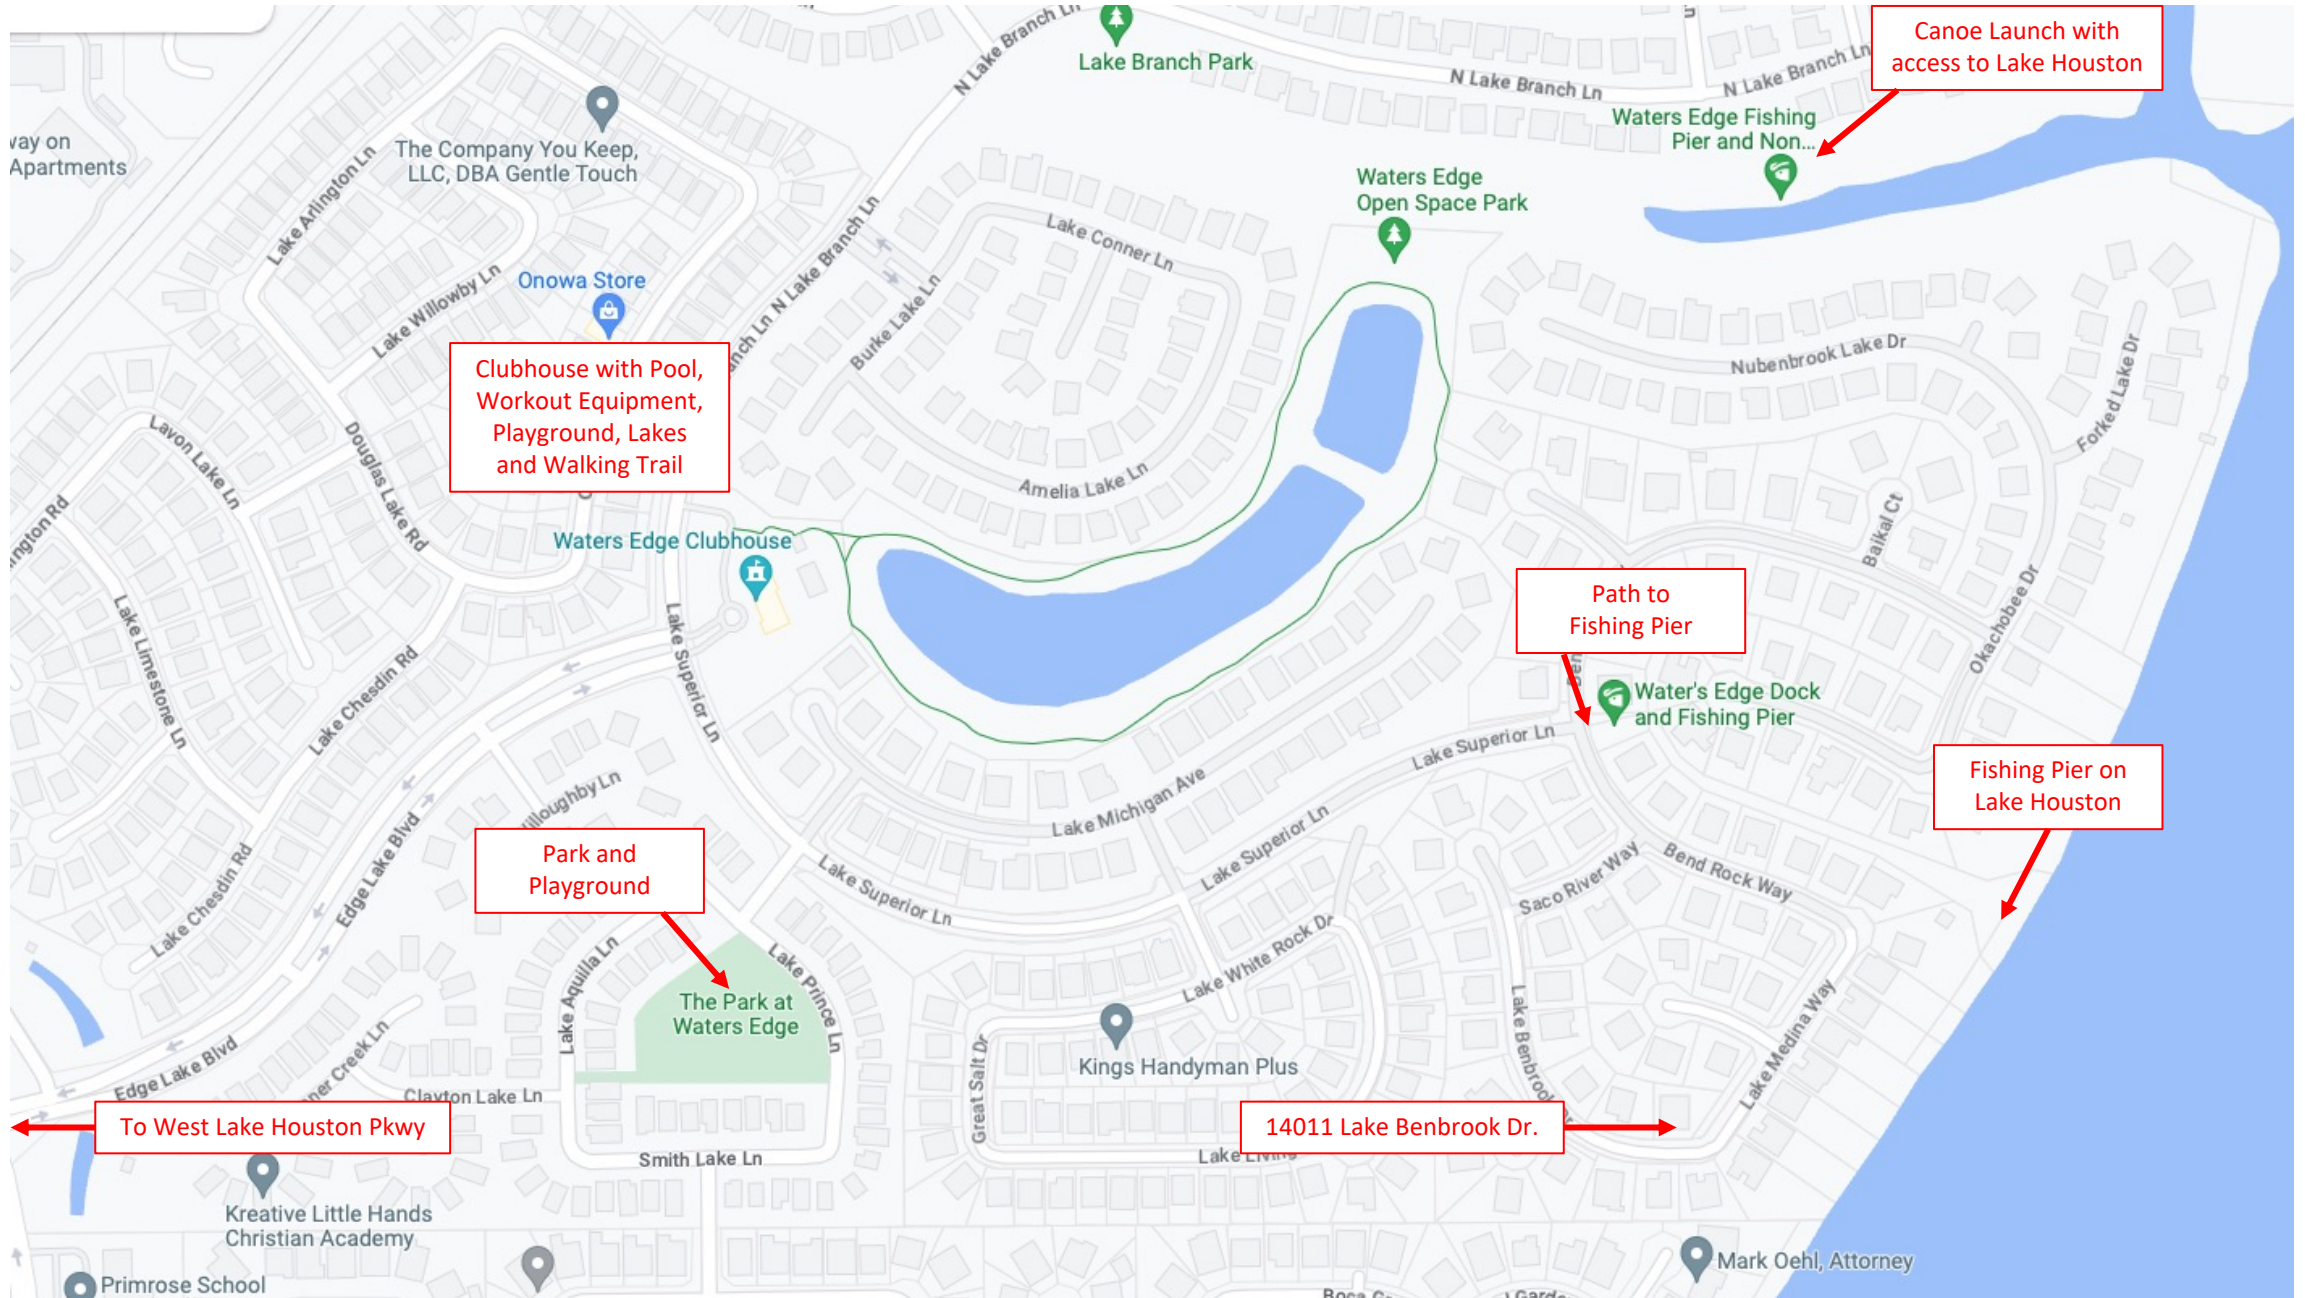 Canoe Launch with
access to Lake Houston
N Lake Branch Ln
Lake Branch Park
N Lake Branch Ln
N Lake Branch Ln
Waters Edge Fishing
Pier and Non...
way on
Apartments
The Company You Keep,
LLC, DBA Gentle Touch
Lake Arlington Ln
Waters Edge
Open Space Park
N Lake Branch Ln
Lake Conner Ln
Lake Willowby Ln
Onowa Store
Burke Lake Ln
Nubenbrook Lake Dr
Forked Lake Dr
Clubhouse with Pool,
Workout Equipment,
Playground, Lakes
and Walking Trail
Lavon Lake Ln
Douglas Lake Rd
Amelia Lake Ln
Baikal Ct
Waters Edge Clubhouse
Path to
Fishing Pier
Okachobee Dr
Lake Limestone Ln
Lake Chesdin Rd
Lake Superior Ln
Water's Edge Dock
and Fishing Pier
Lake Superior Ln
Fishing Pier on
Lake Houston
Lake Michigan Ave
Edge Lake Blvd
Park and
Playground
Lake Superior Ln
Lake Superior Ln
Saco River Way
Bend Rock Way
Lake Chesdin Rd
Lake Aquilla Ln
Lake Prince Ln
Lake White Rock Dr
The Park at
Waters Edge
Lake Medina Way
Great Salt Dr
Kings Handyman Plus
Edge Lake Blvd
Clayton Lake Ln
To West Lake Houston Pkwy
14011 Lake Benbrook Dr.
Smith Lake Ln
Kreative Little Hands
Christian Academy
Mark Oehl, Attorney
Primrose School